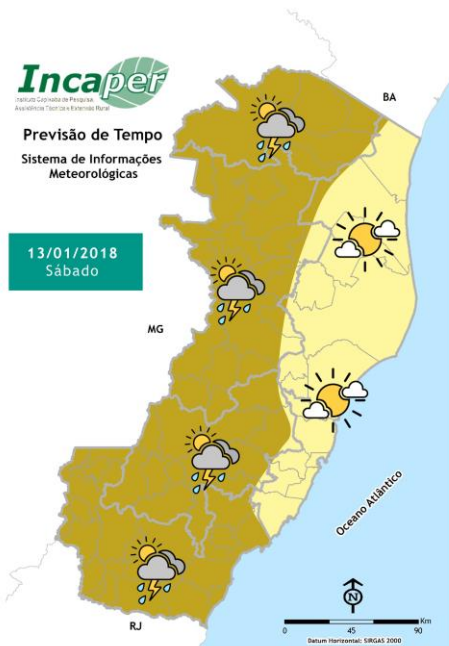 Incaper
Instituto Capixaba de Pesquisa,
Assistência Técnica e Extensão Rural
Previsão de Tempo
Sistema de Informações
Meteorológicas
13/01/2018
Sábado
BA
MG
Oceano Atlântico
RJ
N
Km
0 45 90
Datum Horizontal: SIRGAS 2000